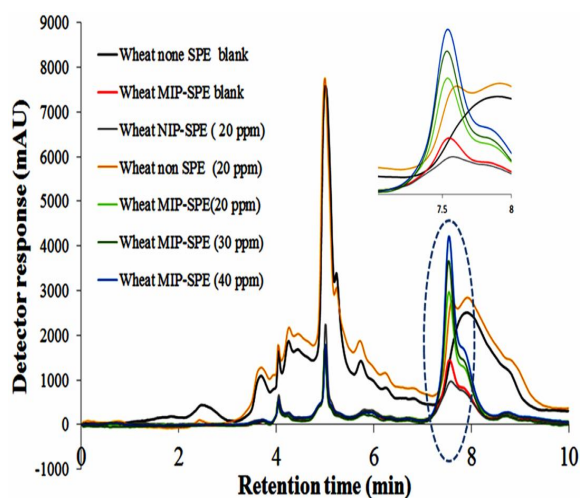 9000
8000
7000
6000
5000
4000
3000
2000
1000
0
-1000
Detector response (mAU)
Wheat none SPE blank
Wheat MIP-SPE blank
Wheat NIP-SPE ( 20 ppm)
Wheat non SPE (20 ppm)
Wheat MIP-SPE(20 ppm)
Wheat MIP-SPE (30 ppm)
Wheat MIP-SPE (40 ppm)
7.5 8
0 2 4 6 8 10
Retention time (min)